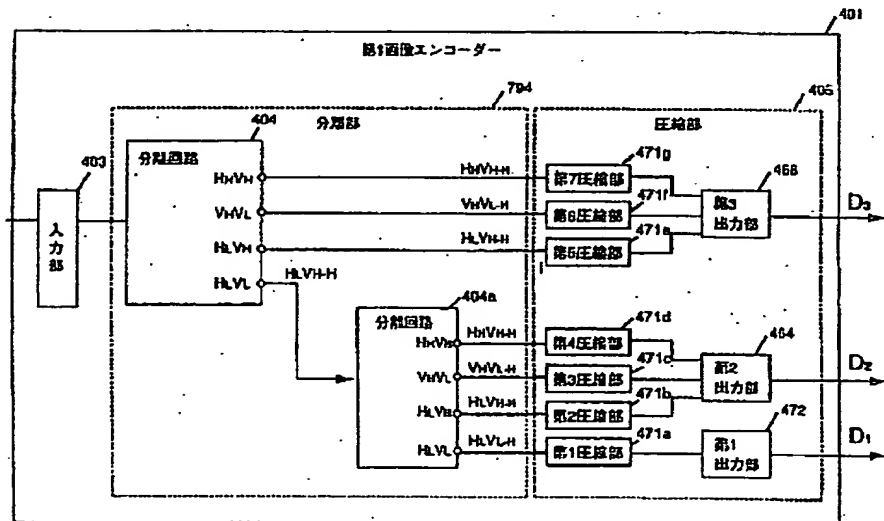 401
第1画像エンコーダー
794
405
404
分離部
圧縮部
403
分離回路
入力部
HHVH
HHVH-H
471g
第7圧縮部
468
VHVL
VHVL-H
471f
第6圧縮部
第3出力部
D3
HLVH
HLVH-H
471e
第5圧縮部
HLVL
HLVH-H
404a
分離回路
471d
HHVH
HHVH-H
第4圧縮部
464
VHVL
VHVL-H
471c
第3圧縮部
第2出力部
D2
HLVH
HLVH-H
471b
第2圧縮部
472
HLVL
HLVL-H
471a
第1圧縮部
第1出力部
D1